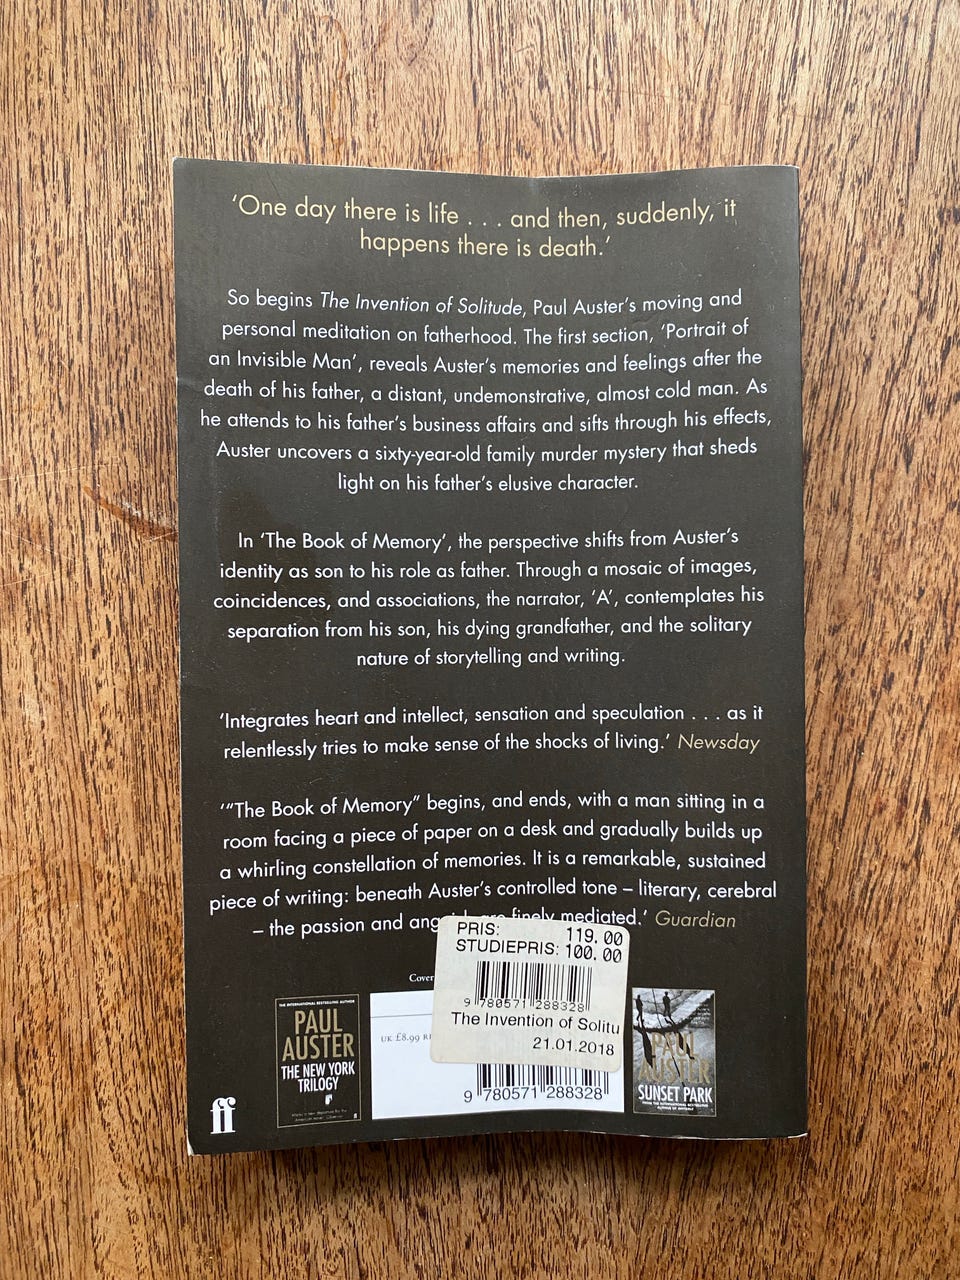 ‘One day there is life . . . and then, suddenly, it
happens there is death.’
So begins The Invention of Solitude, Paul Auster’s moving and
personal meditation on fatherhood. The first section, ‘Portrait of
an Invisible Man’, reveals Auster’s memories and feelings after the
death of his father, a distant, undemonstrative, almost cold man. As
he attends to his father’s business affairs and sifts through his effects,
Auster uncovers a sixty-year-old family murder mystery that sheds
light on his father’s elusive character.
In ‘The Book of Memory’, the perspective shifts from Auster’s
identity as son to his role as father. Through a mosaic of images,
coincidences, and associations, the narrator, ‘A’, contemplates his
separation from his son, his dying grandfather, and the solitary
nature of storytelling and writing.
‘Integrates heart and intellect, sensation and speculation . . . as it
relentlessly tries to make sense of the shocks of living.’ Newsday
‘“The Book of Memory” begins, and ends, with a man sitting in a
room facing a piece of paper on a desk and gradually builds up
a whirling constellation of memories. It is a remarkable, sustained
piece of writing: beneath Auster’s controlled tone – literary, cerebral
– the passion and are finely mediated.’ Guardian
PRIS: 119.00
STUDIEPRIS: 100.00
9 780571 288328
The Invention of Solitu
21.01.2018
Cover
UK £8.99
9 780571 288328
THE INTERNATIONAL BESTSELLING AUTHOR
PAUL
AUSTER
THE NEW YORK
TRILOGY
PAUL
AUSTER
SUNSET PARK
ff